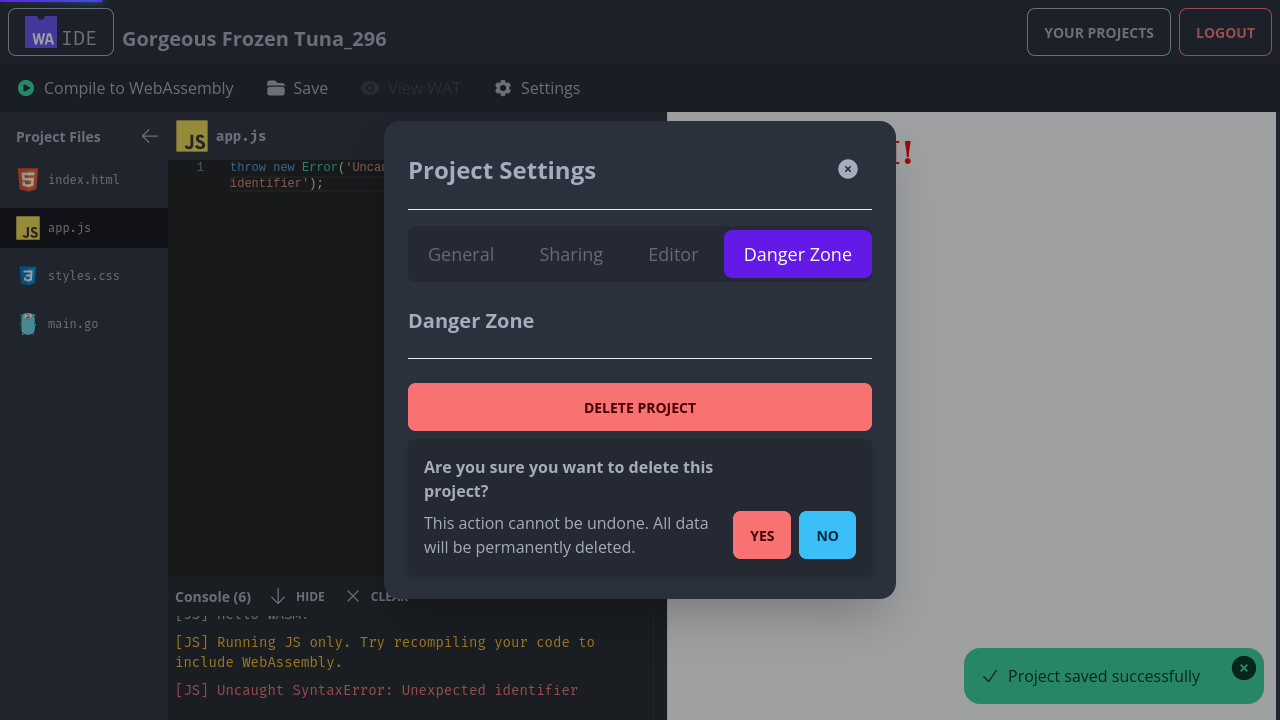 WA IDE
Gorgeous Frozen Tuna_296
YOUR PROJECTS
LOGOUT
Compile to WebAssembly
Save
View WAT
Settings
Project Files
index.html
app.js
styles.css
main.go
JS app.js
1 throw new Error('Uncau
identifier');
!
Project Settings
General
Sharing
Editor
Danger Zone
Danger Zone
DELETE PROJECT
Are you sure you want to delete this
project?
This action cannot be undone. All data
will be permanently deleted.
YES
NO
Console (6)
HIDE
CLEAR
[JS] Hello WASM!
[JS] Running JS only. Try recompiling your code to
include WebAssembly.
[JS] Uncaught SyntaxError: Unexpected identifier
Project saved successfully